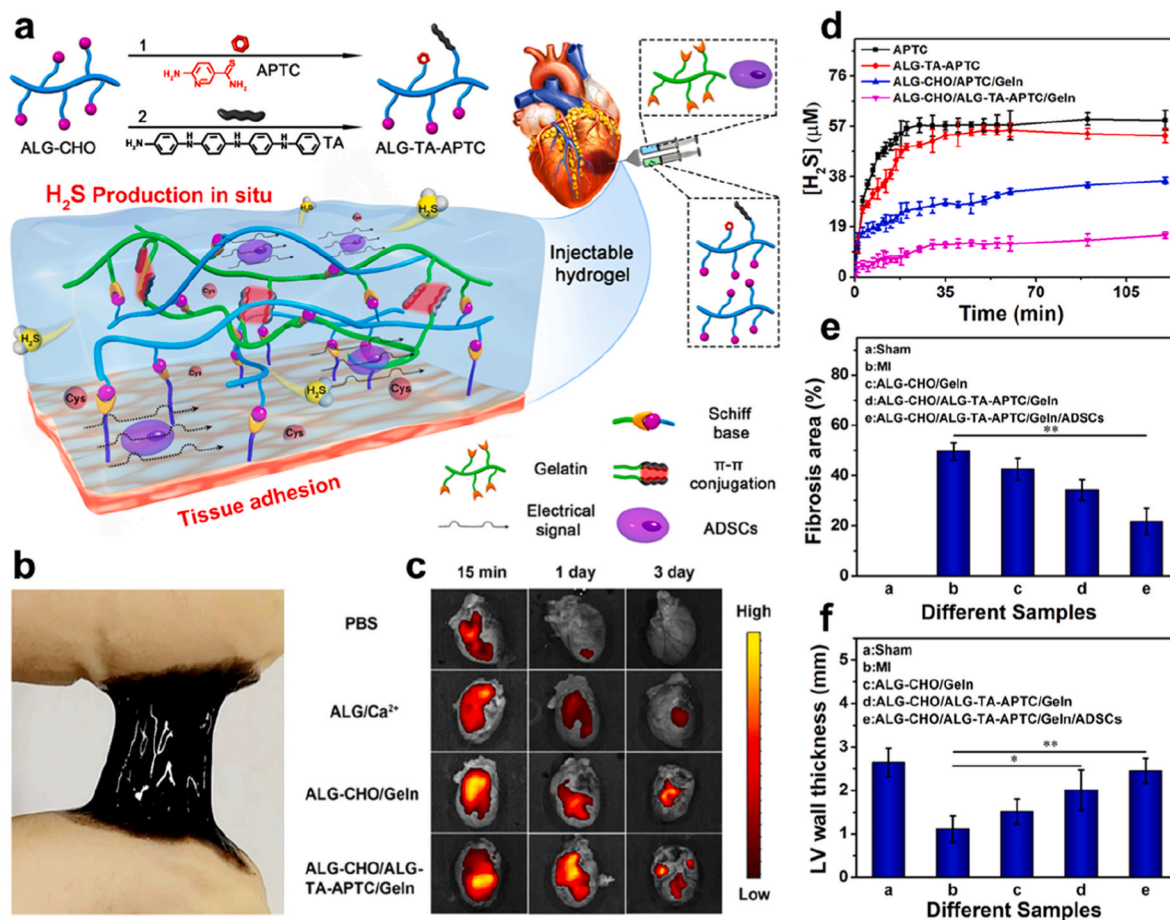 a
1
APTC
H₂N
N
S
NH₂
2
H₂N
H
N
H
N
H
N
TA
ALG-CHO
ALG-TA-APTC
H₂S Production in situ
H₂S
H₂S
H₂S
H₂S
Cys
Cys
Cys
Cys
Cys
Cys
Injectable
hydrogel
Tissue adhesion
Gelatin
Schiff
base
π-π
conjugation
Electrical
signal
ADSCs
b
c
15 min
1 day
3 day
PBS
ALG/Ca²⁺
ALG-CHO/Geln
ALG-CHO/ALG-
TA-APTC/Geln
High
Low
d
[H₂S] (μM)
76
57
38
19
0
APTC
ALG-TA-APTC
ALG-CHO/APTC/Geln
ALG-CHO/ALG-TA-APTC/Geln
0
35
70
105
Time (min)
e
Fibrosis area (%)
80
60
40
20
0
a:Sham
b:MI
c:ALG-CHO/Geln
d:ALG-CHO/ALG-TA-APTC/Geln
e:ALG-CHO/ALG-TA-APTC/Geln/ADSCs
**
a b c d e
Different Samples
f
LV wall thickness (mm)
5
4
3
2
1
0
a:Sham
b:MI
c:ALG-CHO/Geln
d:ALG-CHO/ALG-TA-APTC/Geln
e:ALG-CHO/ALG-TA-APTC/Geln/ADSCs
**
*
a b c d e
Different Samples